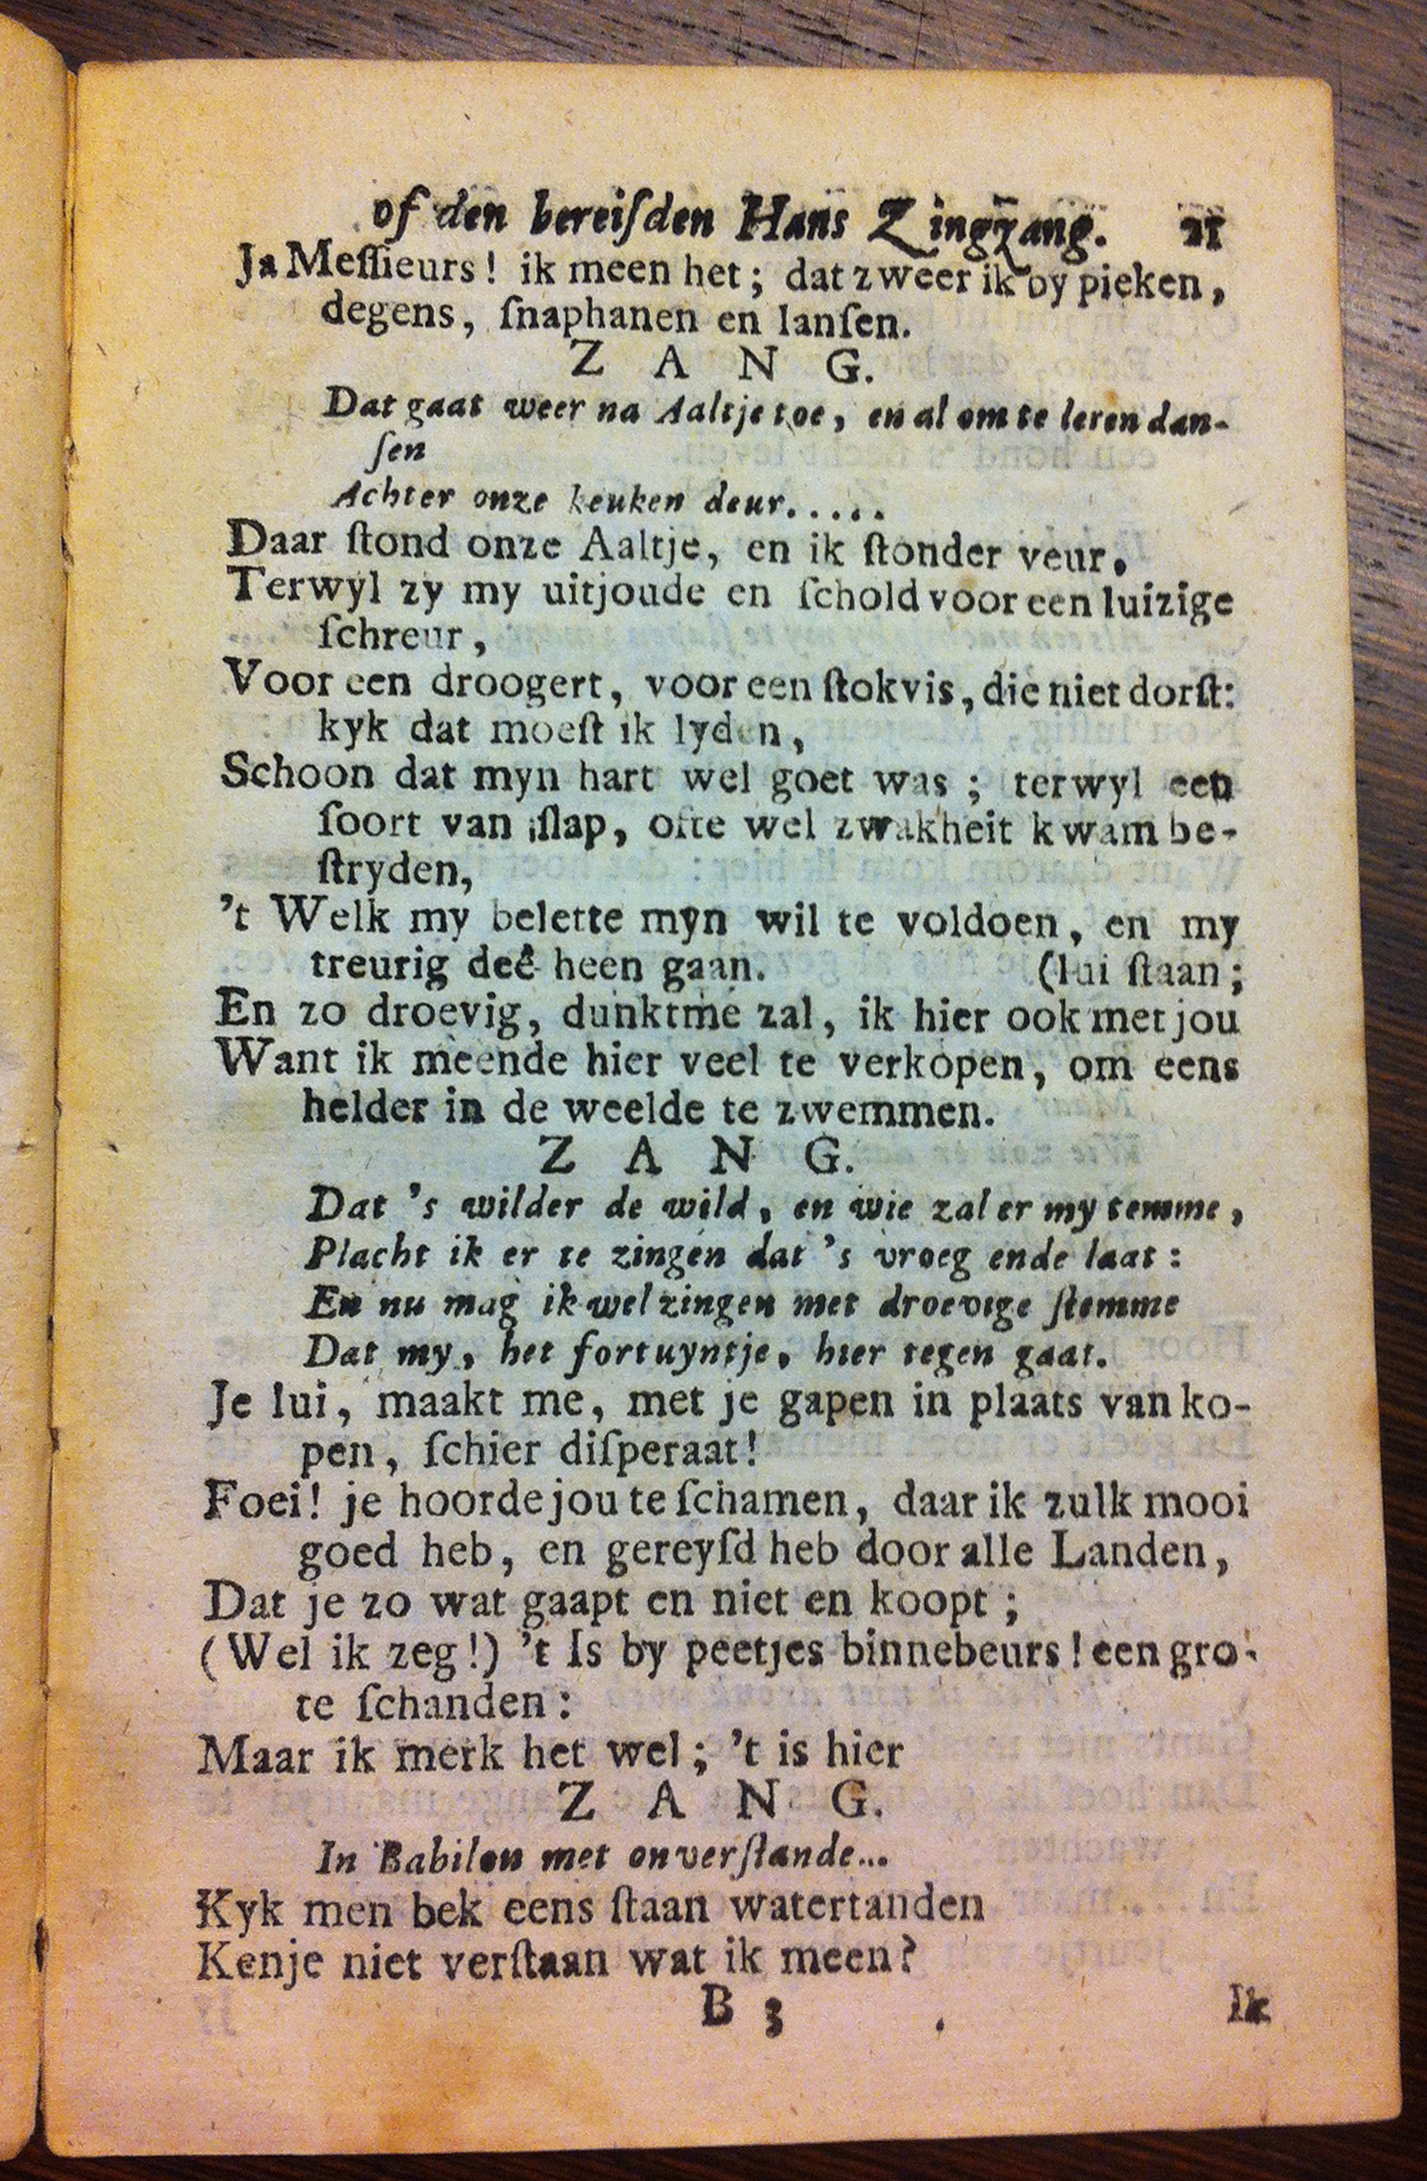 of den bereiſden Hans Zingzang. 21
Ja Meſſieurs! ik meen het; dat zweer ik by pieken,
degens, ſnaphanen en lanſen.
Z A N G.
Dat gaat weer na Aaltje toe, en al om te leren dan-
ſen
Achter onze keuken deur.....
Daar ſtond onze Aaltje, en ik ſtonder veur.
Terwyl zy my uitjoude en ſchold voor een luizige
ſchreur,
Voor een droogert, voor een ſtokvis, die niet dorſt:
kyk dat moeſt ik lyden,
Schoon dat myn hart wel goet was; terwyl een
ſoort van ſlap, ofte wel zwakheit kwam be-
ſtryden,
't Welk my belette myn wil te voldoen, en my
treurig deê heen gaan. (lui ſtaan;
En zo droevig, dunktme zal, ik hier ook met jou
Want ik meende hier veel te verkopen, om eens
helder in de weelde te zwemmen.
Z A N G.
Dat 's wilder de wild, en wie zal er my temme,
Placht ik er te zingen dat 's vroeg ende laat:
En nu mag ik wel zingen met droevige ſtemme
Dat my, het fortuyntje, hier tegen gaat.
Je lui, maakt me, met je gapen in plaats van ko-
pen, ſchier diſperaat!
Foei! je hoorde jou te ſchamen, daar ik zulk mooi
goed heb, en gereyſd heb door alle Landen,
Dat je zo wat gaapt en niet en koopt;
(Wel ik zeg!) 't Is by peetjes binnebeurs! een gro-
te ſchanden:
Maar ik merk het wel; 't is hier
Z A N G.
In Babilon met onverſtande...
Kyk men bek eens ſtaan watertanden
Kenje niet verſtaan wat ik meen?
B 3 Ik